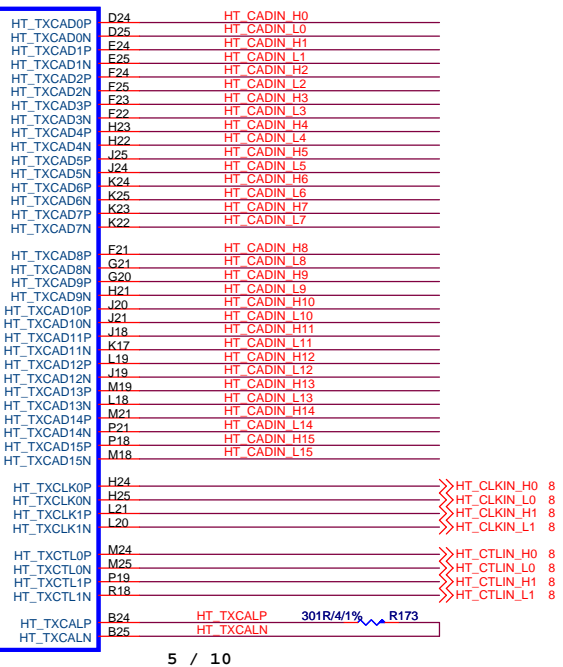 HT_TXCAD0P D24 HT_CADIN_H0
HT_TXCAD0N D25 HT_CADIN_L0
HT_TXCAD1P E24 HT_CADIN_H1
HT_TXCAD1N E25 HT_CADIN_L1
HT_TXCAD2P F24 HT_CADIN_H2
HT_TXCAD2N F25 HT_CADIN_L2
HT_TXCAD3P F23 HT_CADIN_H3
HT_TXCAD3N F22 HT_CADIN_L3
HT_TXCAD4P H23 HT_CADIN_H4
HT_TXCAD4N H22 HT_CADIN_L4
HT_TXCAD5P J25 HT_CADIN_H5
HT_TXCAD5N J24 HT_CADIN_L5
HT_TXCAD6P K24 HT_CADIN_H6
HT_TXCAD6N K25 HT_CADIN_L6
HT_TXCAD7P K23 HT_CADIN_H7
HT_TXCAD7N K22 HT_CADIN_L7
HT_TXCAD8P F21 HT_CADIN_H8
HT_TXCAD8N G21 HT_CADIN_L8
HT_TXCAD9P G20 HT_CADIN_H9
HT_TXCAD9N H21 HT_CADIN_L9
HT_TXCAD10P J20 HT_CADIN_H10
HT_TXCAD10N J21 HT_CADIN_L10
HT_TXCAD11P J18 HT_CADIN_H11
HT_TXCAD11N K17 HT_CADIN_L11
HT_TXCAD12P L19 HT_CADIN_H12
HT_TXCAD12N J19 HT_CADIN_L12
HT_TXCAD13P M19 HT_CADIN_H13
HT_TXCAD13N L18 HT_CADIN_L13
HT_TXCAD14P M21 HT_CADIN_H14
HT_TXCAD14N P21 HT_CADIN_L14
HT_TXCAD15P P18 HT_CADIN_H15
HT_TXCAD15N M18 HT_CADIN_L15
HT_TXCLK0P H24 HT_CLKIN_H0 8
HT_TXCLK0N H25 HT_CLKIN_L0 8
HT_TXCLK1P L21 HT_CLKIN_H1 8
HT_TXCLK1N L20 HT_CLKIN_L1 8
HT_TXCTL0P M24 HT_CTLIN_H0 8
HT_TXCTL0N M25 HT_CTLIN_L0 8
HT_TXCTL1P P19 HT_CTLIN_H1 8
HT_TXCTL1N R18 HT_CTLIN_L1 8
HT_TXCALP B24 HT_TXCALP 301R/4/1% R173
HT_TXCALN B25 HT_TXCALN
5 / 10